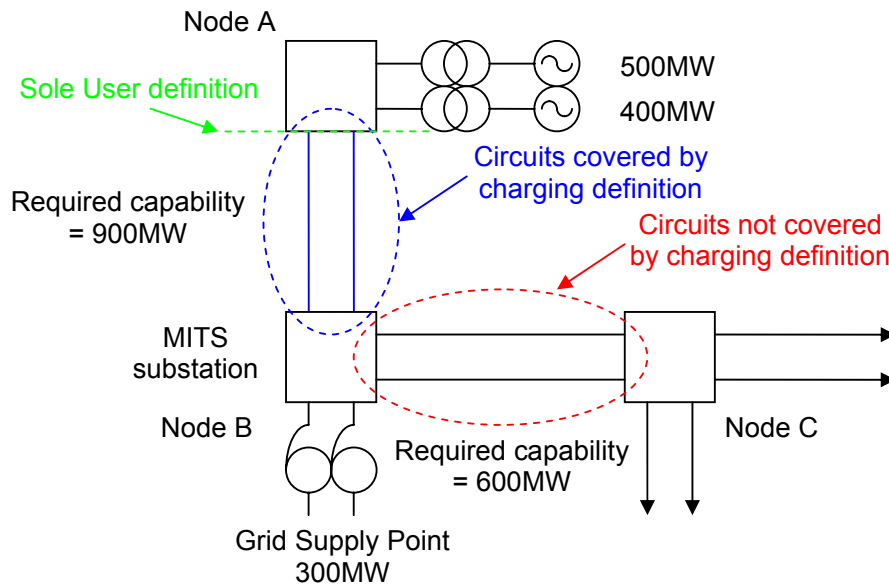 Node A
500MW
400MW
Sole User definition
Circuits covered by
charging definition
Required capability
= 900MW
Circuits not covered
by charging definition
MITS
substation
Node B
Node C
Required capability
= 600MW
Grid Supply Point
300MW